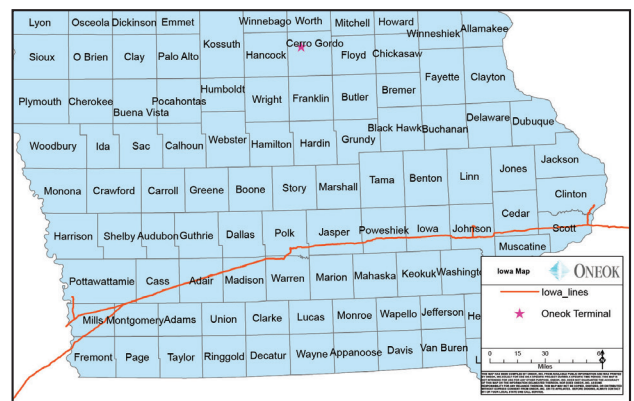 Lyon Osceola Dickinson Emmet Winnebago Worth Mitchell Howard Winneshiek Allamakee
Sioux O Brien Clay Palo Alto Kossuth Hancock Cerro Gordo Floyd Chickasaw
Fayette Clayton
Plymouth Cherokee Buena Vista Pocahontas Humboldt Wright Franklin Butler Bremer
Woodbury Ida Sac Calhoun Webster Hamilton Hardin Grundy Black Hawk Buchanan Delaware Dubuque
Monona Crawford Carroll Greene Boone Story Marshall Tama Benton Linn Jones Jackson
Clinton
Cedar
Harrison Shelby Audubon Guthrie Dallas Polk Jasper Poweshiek Iowa Johnson Scott
Muscatine
Pottawattamie Cass Adair Madison Warren Marion Mahaska Keokuk Washington
Mills Montgomery Adams Union Clarke Lucas Monroe Wapello Jefferson He
Fremont Page Taylor Ringgold Decatur Wayne Appanoose Davis Van Buren L
Iowa Map ONEOK
Iowa_lines
Oneok Terminal
0 15 30 60
Miles